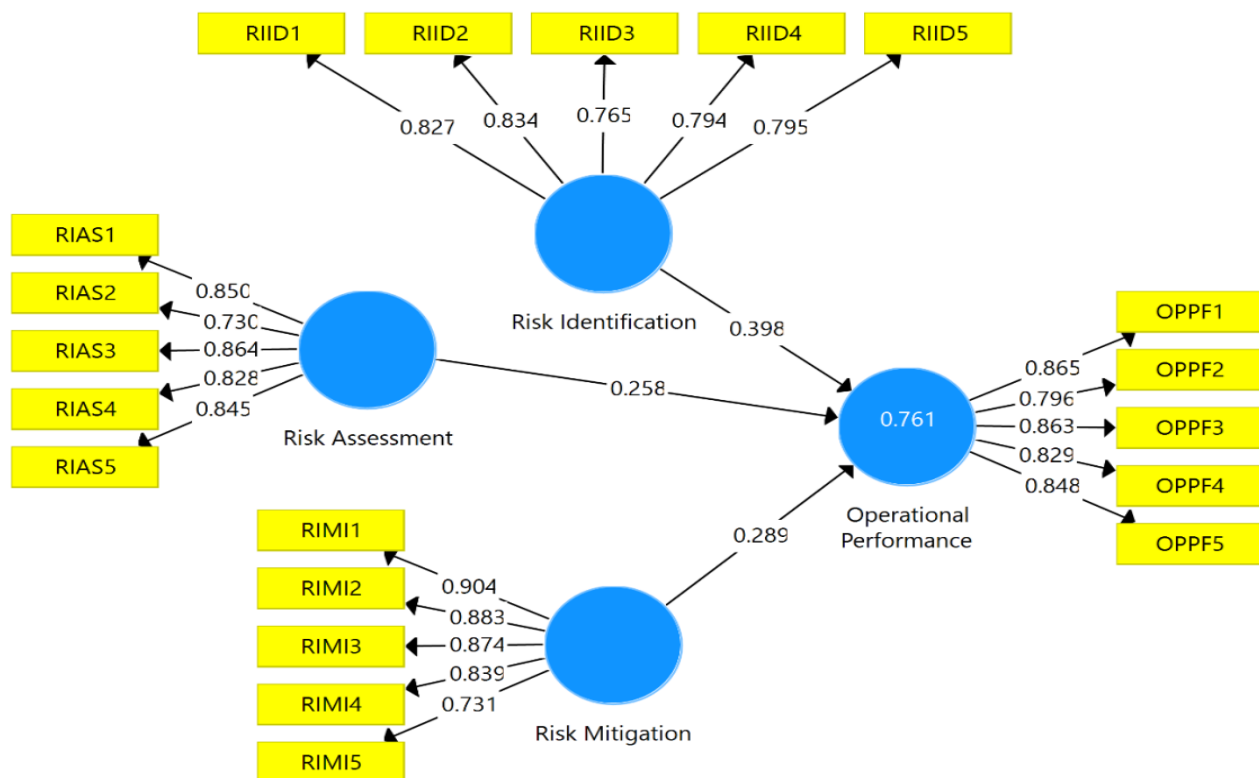 RIID1
RIID2
RIID3
RIID4
RIID5
0.827
0.834
0.765
0.794
0.795
Risk Identification
RIAS1
RIAS2
RIAS3
RIAS4
RIAS5
0.850
0.730
0.864
0.828
0.845
Risk Assessment
0.398
0.258
0.289
0.761
Operational
Performance
0.865
0.796
0.863
0.829
0.848
OPPF1
OPPF2
OPPF3
OPPF4
OPPF5
RIMI1
RIMI2
RIMI3
RIMI4
RIMI5
0.904
0.883
0.874
0.839
0.731
Risk Mitigation